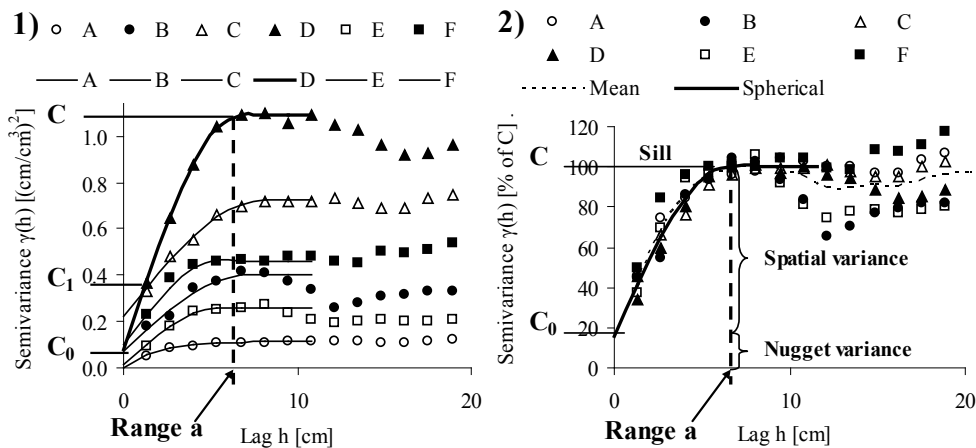 1) ○ A ● B △ C ▲ D □ E ■ F
A B C D E F
Semivariance γ(h) [(cm/cm³)²]
C
C₁
C₀
1.0
0.8
0.6
0.4
0.2
0.0
0 10 20
Range a
Lag h [cm]
2) ○ A ● B △ C
▲ D □ E ■ F
Mean Spherical
Semivariance γ(h) [% of C] .
C
C₀
120
100
80
60
40
20
0
Sill
Spatial variance
Nugget variance
0 10 20
Range a
Lag h [cm]